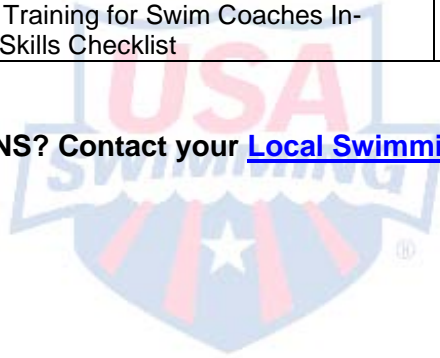 Training for Swim Coaches In-
Skills Checklist
NS? Contact your Local Swimmi
USA
SWIMMING
®